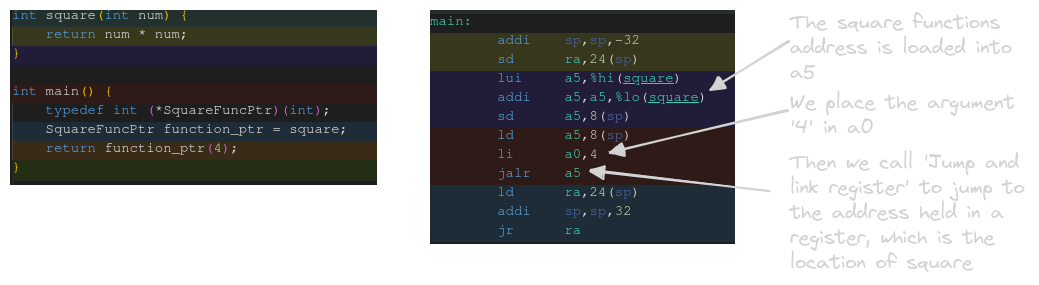 int square(int num) {
return num * num;
}
int main() {
typedef int (*SquareFuncPtr)(int);
SquareFuncPtr function_ptr = square;
return function_ptr(4);
}
main:
addi sp,sp,-32
sd ra,24(sp)
lui a5,%hi(square)
addi a5,a5,%lo(square)
sd a5,8(sp)
ld a5,8(sp)
li a0,4
jalr a5
ld ra,24(sp)
addi sp,sp,32
jr ra
The square functions
address is loaded into
a5
We place the argument
'4' in a0
Then we call 'Jump and
link register' to jump to
the address held in a
register, which is the
location of square